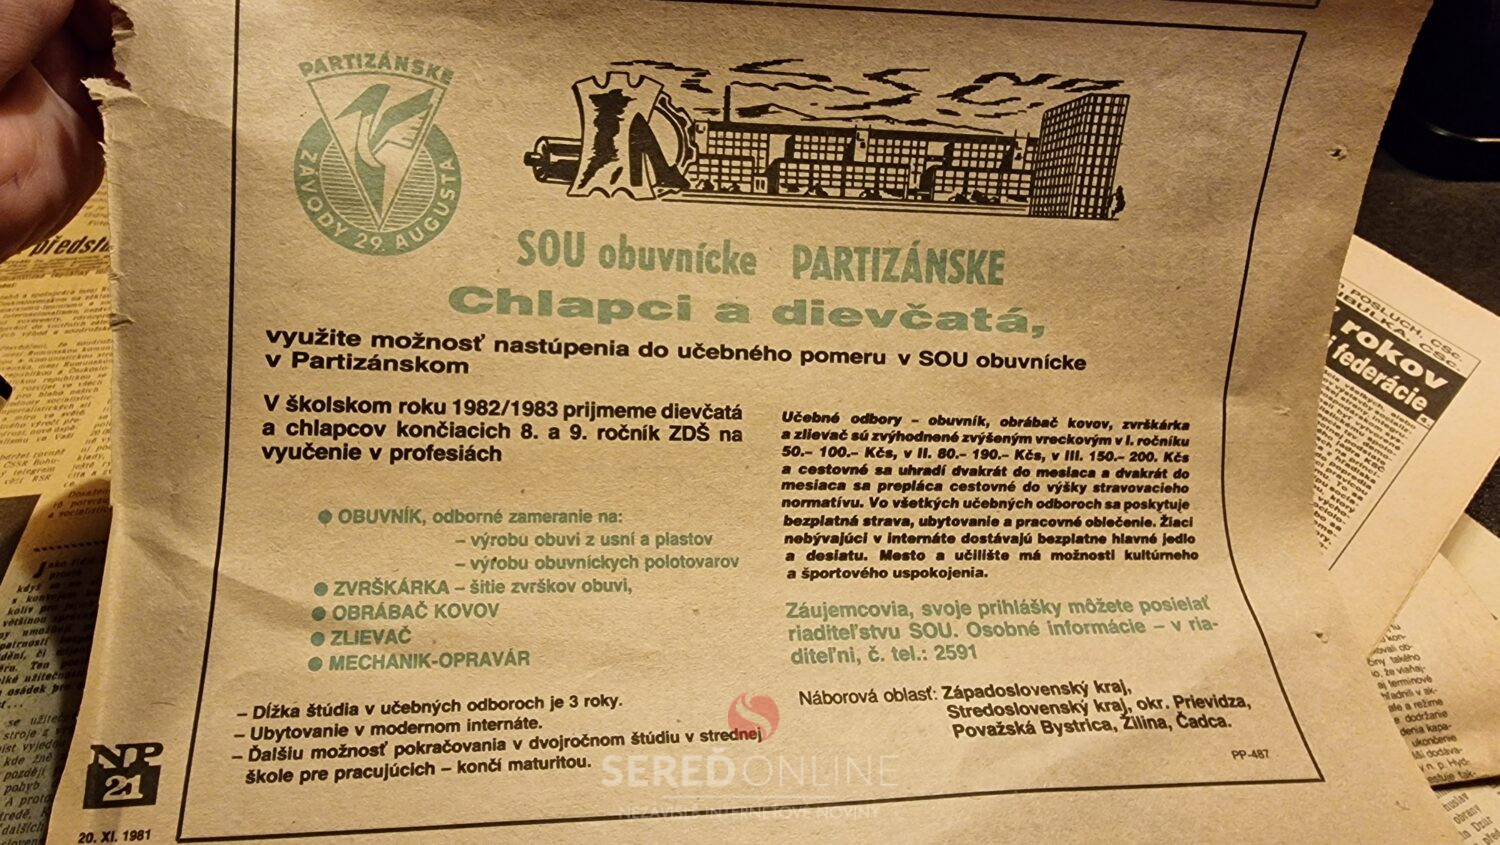 PARTIZÁNSKE
ZÁVODY 29. AUGUSTA
SOU obuvnícke PARTIZÁNSKE
Chlapci a dievčatá,
využite možnosť nastúpenia do učebného pomeru v SOU obuvnícke
v Partizánskom
V školskom roku 1982/1983 prijmeme dievčatá
a chlapcov končiacich 8. a 9. ročník ZDŠ na
vyučenie v profesiách
● OBUVNÍK, odborné zameranie na:
– výrobu obuvi z usní a plastov
– výrobu obuvníckych polotovarov
● ZVRŠKÁRKA – šitie zvrškov obuvi,
● OBRÁBAČ KOVOV
● ZLIEVAČ
● MECHANIK-OPRAVÁR
– Dĺžka štúdia v učebných odboroch je 3 roky.
– Ubytovanie v modernom internáte.
– Ďalšiu možnosť pokračovania v dvojročnom štúdiu v strednej
škole pre pracujúcich – končí maturitou.
Učebné odbory – obuvník, obrábač kovov, zvrškárka
a zlievač sú zvýhodnené zvýšeným vreckovým v I. ročníku
50.– 100.– Kčs, v II. 80.– 190.– Kčs, v III. 150.– 200. Kčs
a cestovné sa uhradí dvakrát do mesiaca a dvakrát do
mesiaca sa prepláca cestovné do výšky stravovacieho
normatívu. Vo všetkých učebných odboroch sa poskytuje
bezplatná strava, ubytovanie a pracovné oblečenie. Žiaci
nebývajúci v internáte dostávajú bezplatne hlavné jedlo
a desiatu. Mesto a učilište má možnosti kultúrneho
a športového uspokojenia.
Záujemcovia, svoje prihlášky môžete posielať
riaditeľstvu SOU. Osobné informácie – v ria-
diteľni, č. tel.: 2591
Náborová oblasť: Západoslovenský kraj,
Stredoslovenský kraj, okr. Prievidza,
Považská Bystrica, Žilina, Čadca.
PP-487
NP
21
20. XI. 1981
SEREDONLINE
NEZÁVISLÉ INTERNETOVÉ NOVINY
předsta
POSLUCH, CSc.
rokov
federácie